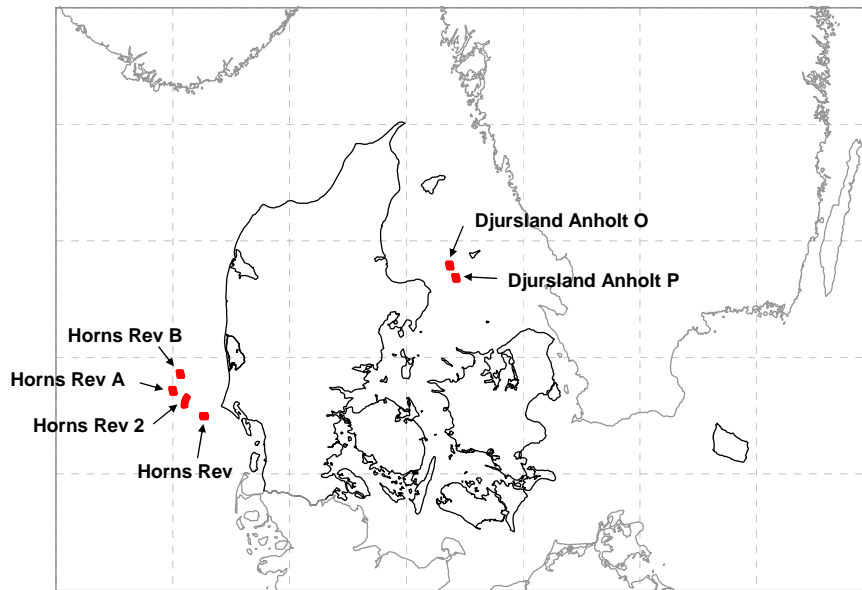 Djursland Anholt O
Djursland Anholt P
Horns Rev B
Horns Rev A
Horns Rev 2
Horns Rev